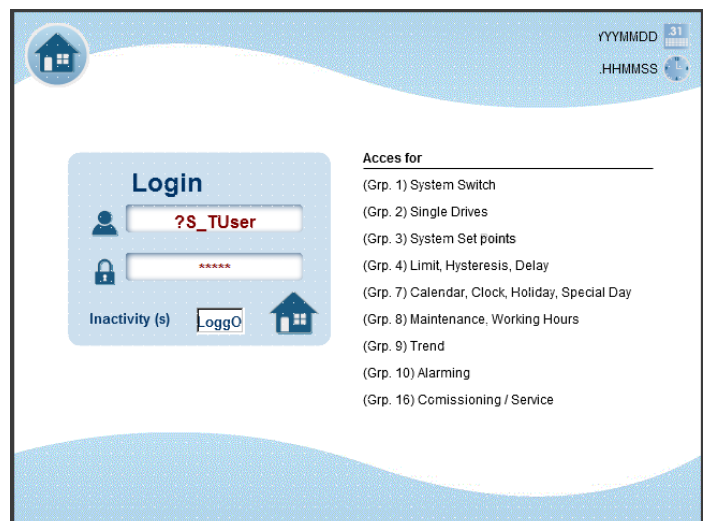 YYYMMDD
31
.HHMMSS
Login
?S_TUser
*****
Inactivity (s)
LoggO
Acces for
(Grp. 1) System Switch
(Grp. 2) Single Drives
(Grp. 3) System Set points
(Grp. 4) Limit, Hysteresis, Delay
(Grp. 7) Calendar, Clock, Holiday, Special Day
(Grp. 8) Maintenance, Working Hours
(Grp. 9) Trend
(Grp. 10) Alarming
(Grp. 16) Comissioning / Service